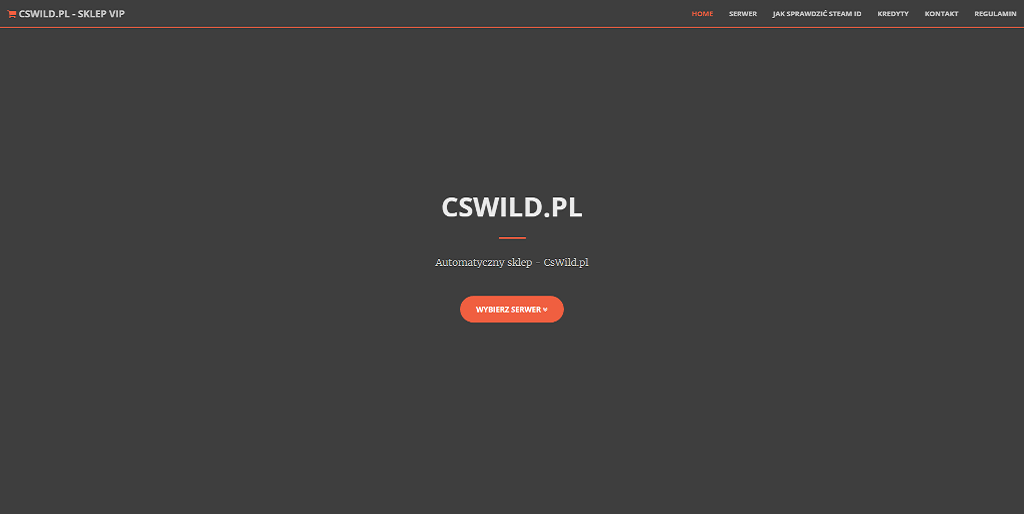 CSWILD.PL - SKLEP VIP
HOME SERWER JAK SPRAWDZIĆ STEAM ID KREDYTY KONTAKT REGULAMIN
CSWILD.PL
Automatyczny sklep - CsWild.pl
WYBIERZ SERWER